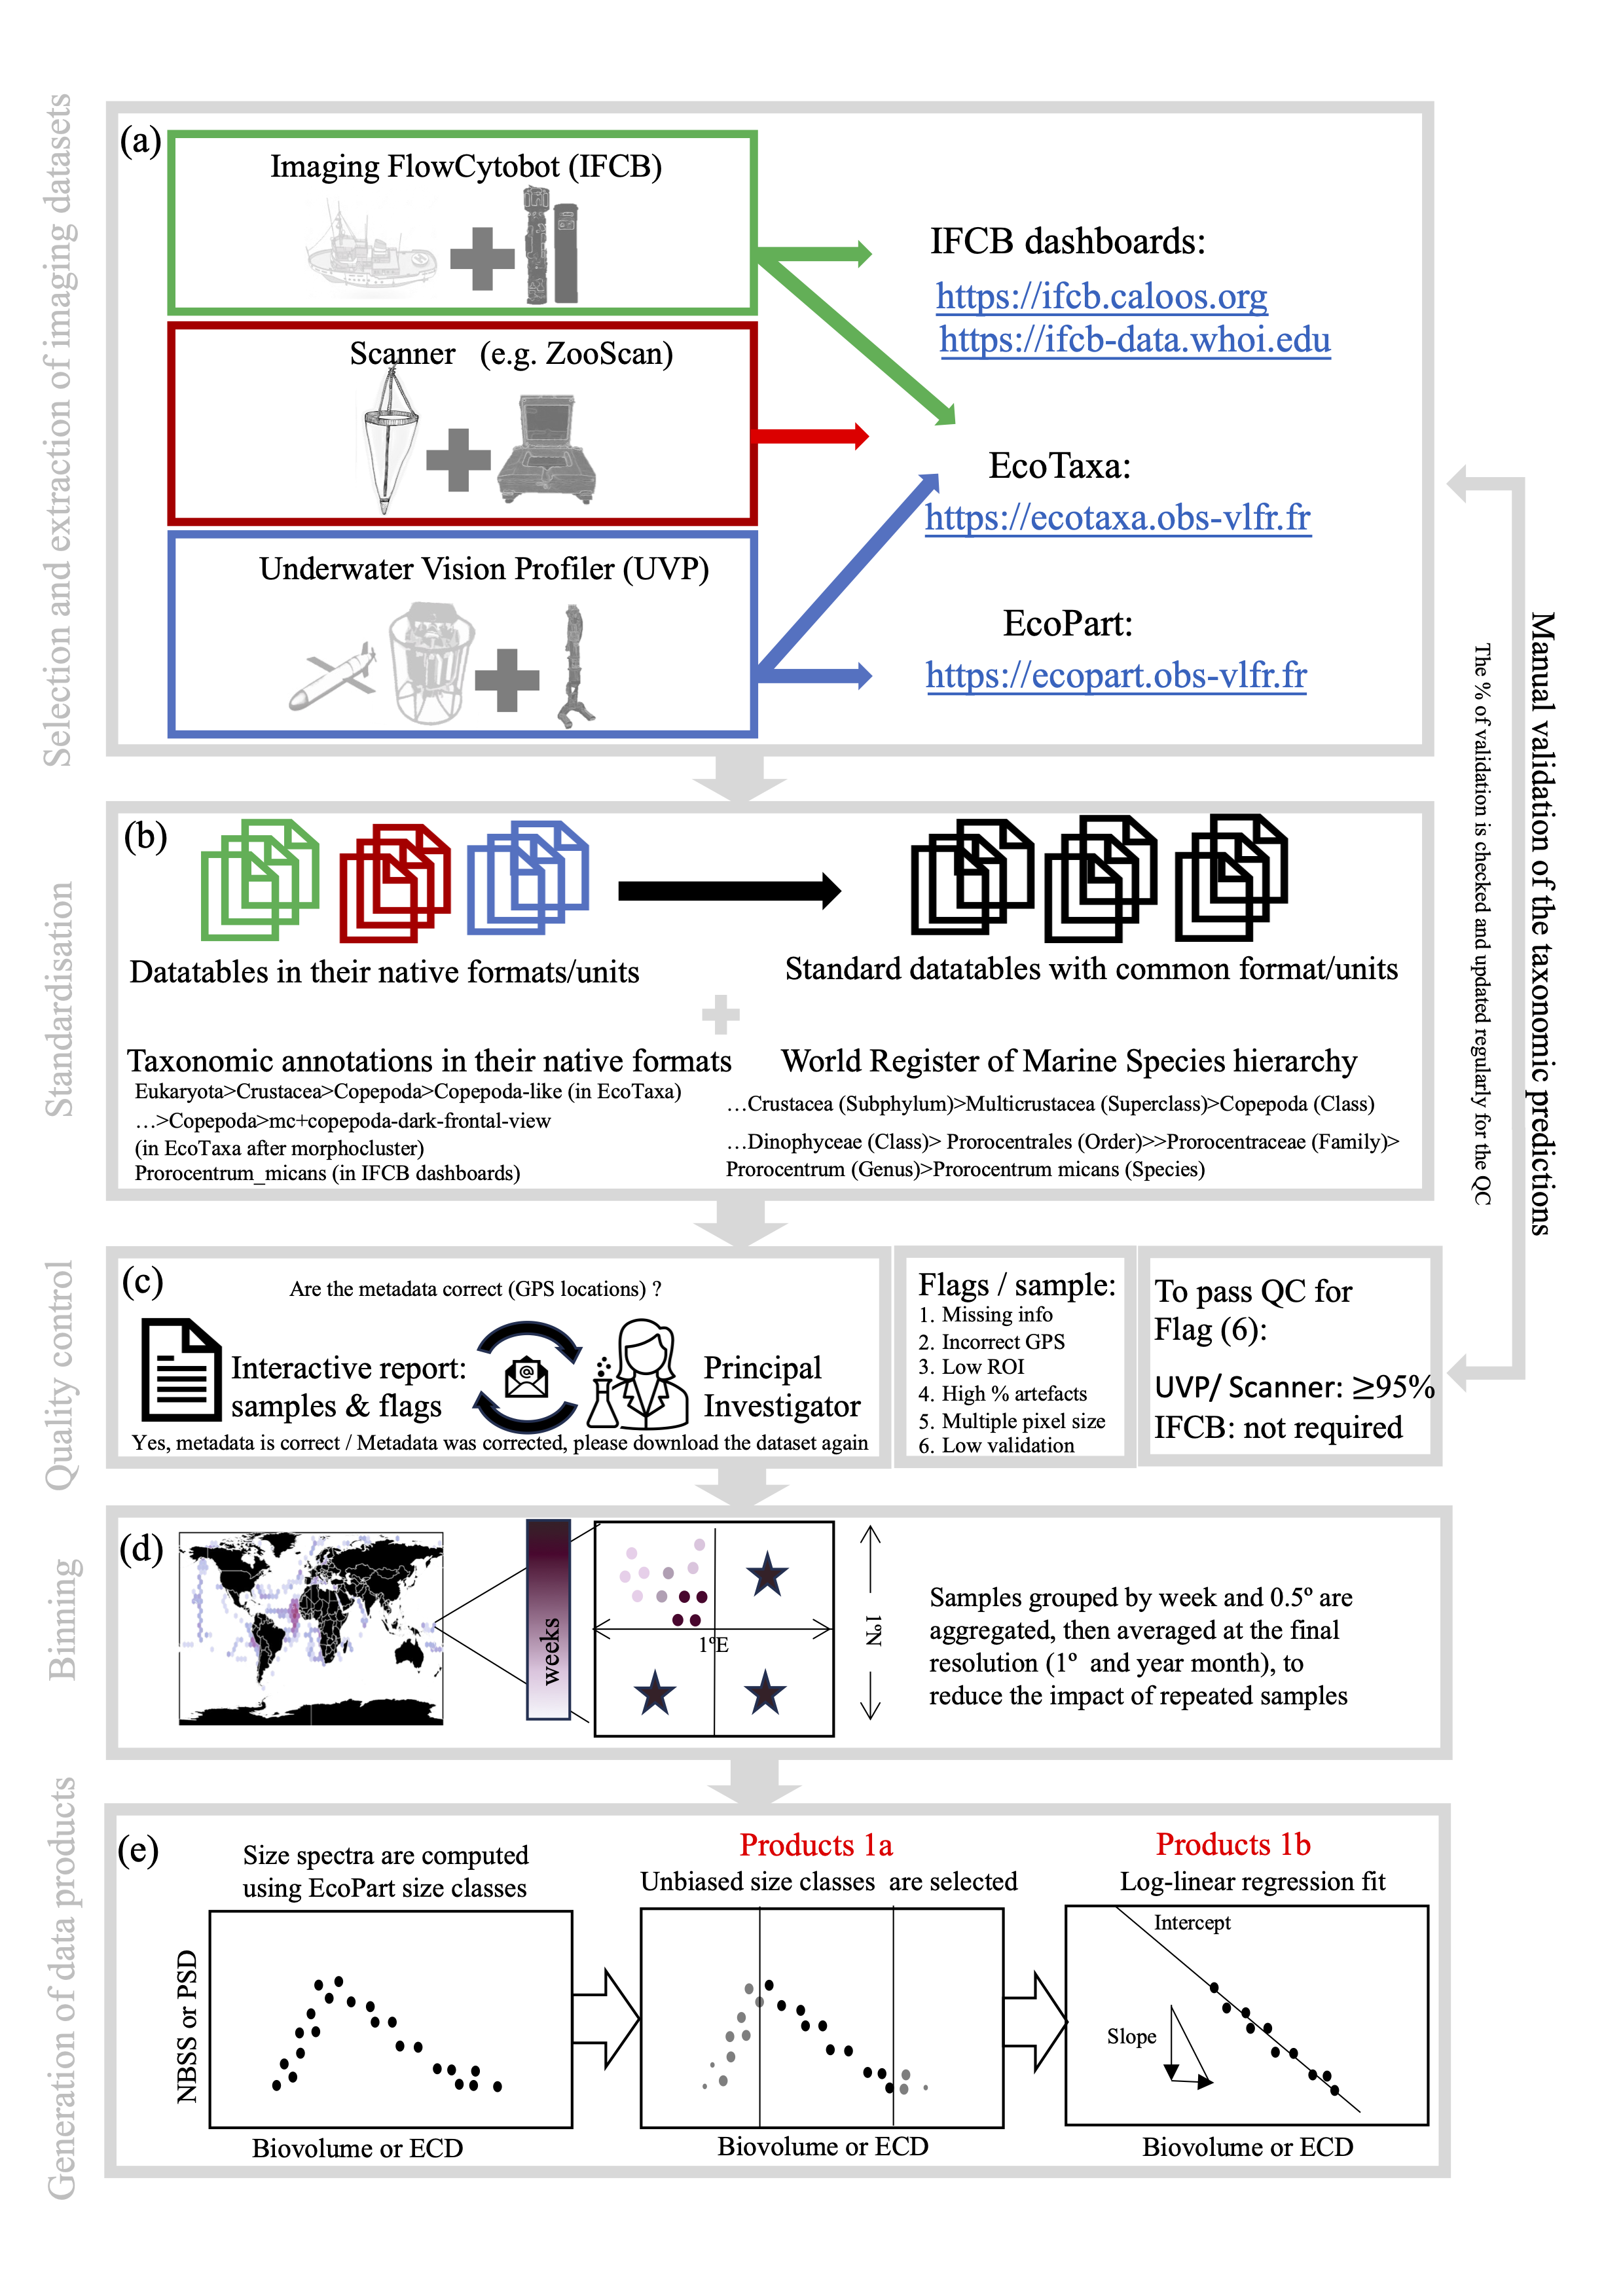 Selection and extraction of imaging datasets
(a)
Imaging FlowCytobot (IFCB)
Scanner (e.g. ZooScan)
Underwater Vision Profiler (UVP)
IFCB dashboards:
https://ifcb.caloos.org
https://ifcb-data.whoi.edu
EcoTaxa:
https://ecotaxa.obs-vlfr.fr
EcoPart:
https://ecopart.obs-vlfr.fr
Manual validation of the taxonomic predictions
The % of validation is checked and updated regularly for the QC
Standardisation
(b)
Datatables in their native formats/units
Standard datatables with common format/units
Taxonomic annotations in their native formats
Eukaryota>Crustacea>Copepoda>Copepoda-like (in EcoTaxa)
…>Copepoda>mc+copepoda-dark-frontal-view
(in EcoTaxa after morphocluster)
Prorocentrum_micans (in IFCB dashboards)
World Register of Marine Species hierarchy
…Crustacea (Subphylum)>Multicrustacea (Superclass)>Copepoda (Class)
…Dinophyceae (Class)> Prorocentrales (Order)>>Prorocentraceae (Family)>
Prorocentrum (Genus)>Prorocentrum micans (Species)
Quality control
(c)
Are the metadata correct (GPS locations) ?
Interactive report:
samples & flags
@
Principal
Investigator
Yes, metadata is correct / Metadata was corrected, please download the dataset again
Flags / sample:
1. Missing info
2. Incorrect GPS
3. Low ROI
4. High % artefacts
5. Multiple pixel size
6. Low validation
To pass QC for
Flag (6):
UVP/ Scanner: ≥95%
IFCB: not required
Binning
(d)
weeks
1ºE
1ºN
Samples grouped by week and 0.5º are
aggregated, then averaged at the final
resolution (1º and year month), to
reduce the impact of repeated samples
Generation of data products
(e)
Size spectra are computed
using EcoPart size classes
NBSS or PSD
Biovolume or ECD
Products 1a
Unbiased size classes are selected
Biovolume or ECD
Products 1b
Log-linear regression fit
Intercept
Slope
Biovolume or ECD